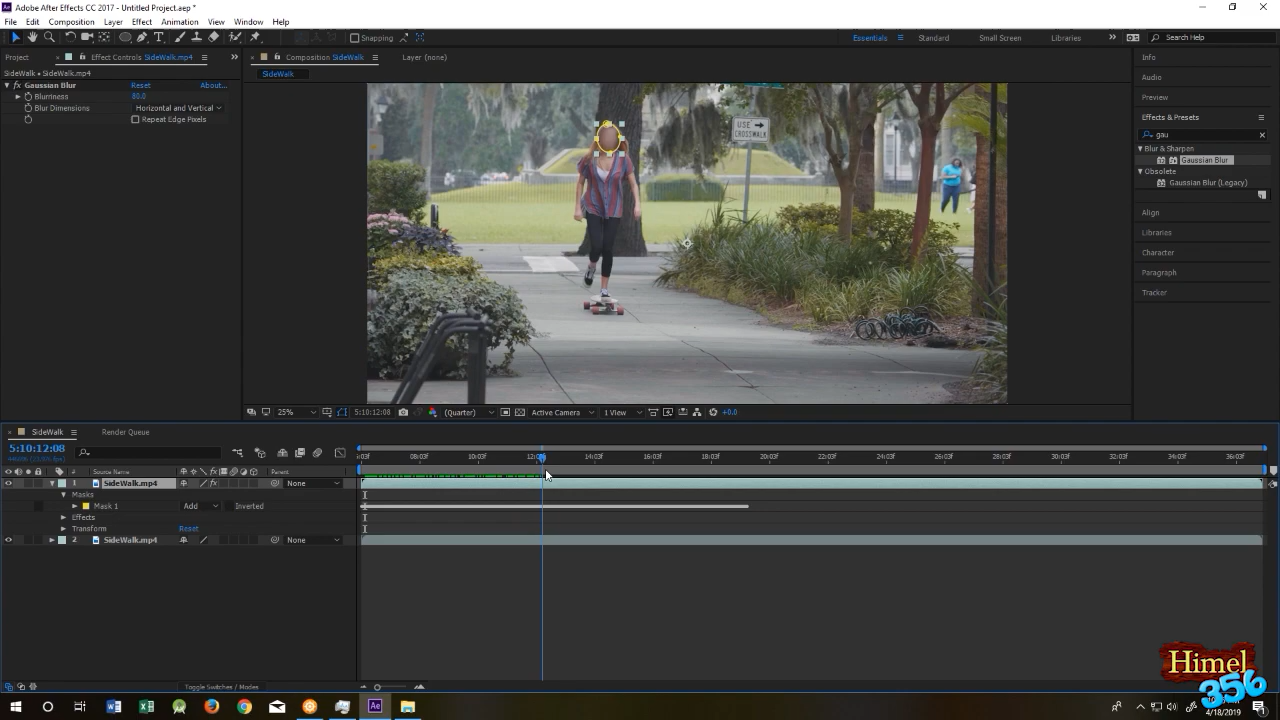 Adobe After Effects CC 2017 - Untitled Project.aep *
File Edit Composition Layer Effect Animation View Window Help
Snapping Essentials Standard Small Screen Libraries Search Help
Project Effect Controls SideWalk.mp4 Composition SideWalk Layer (none) Info
SideWalk • SideWalk.mp4 SideWalk
Gaussian Blur Reset About... Audio
Blurriness 80.0 Preview
Blur Dimensions Horizontal and Vertical
Repeat Edge Pixels Effects & Presets
gau
USE
CROSSWALK
Blur & Sharpen
Gaussian Blur
Obsolete
Gaussian Blur (Legacy)
Align
Libraries
Character
Paragraph
Tracker
25% 5:10:12:08 (Quarter) Active Camera 1 View +0.0
SideWalk Render Queue
5:10:12:08
08:03f 10:03f 14:03f 16:03f 18:03f 20:03f 22:03f 24:03f 26:03f 28:03f 30:03f 32:03f 34:03f 36:03f
# Source Name Parent
1 SideWalk.mp4 None
Masks
Mask 1 Add Inverted
Effects
Transform Reset
2 SideWalk.mp4 None
Toggle Switches / Modes
Himel
356
4/18/2019